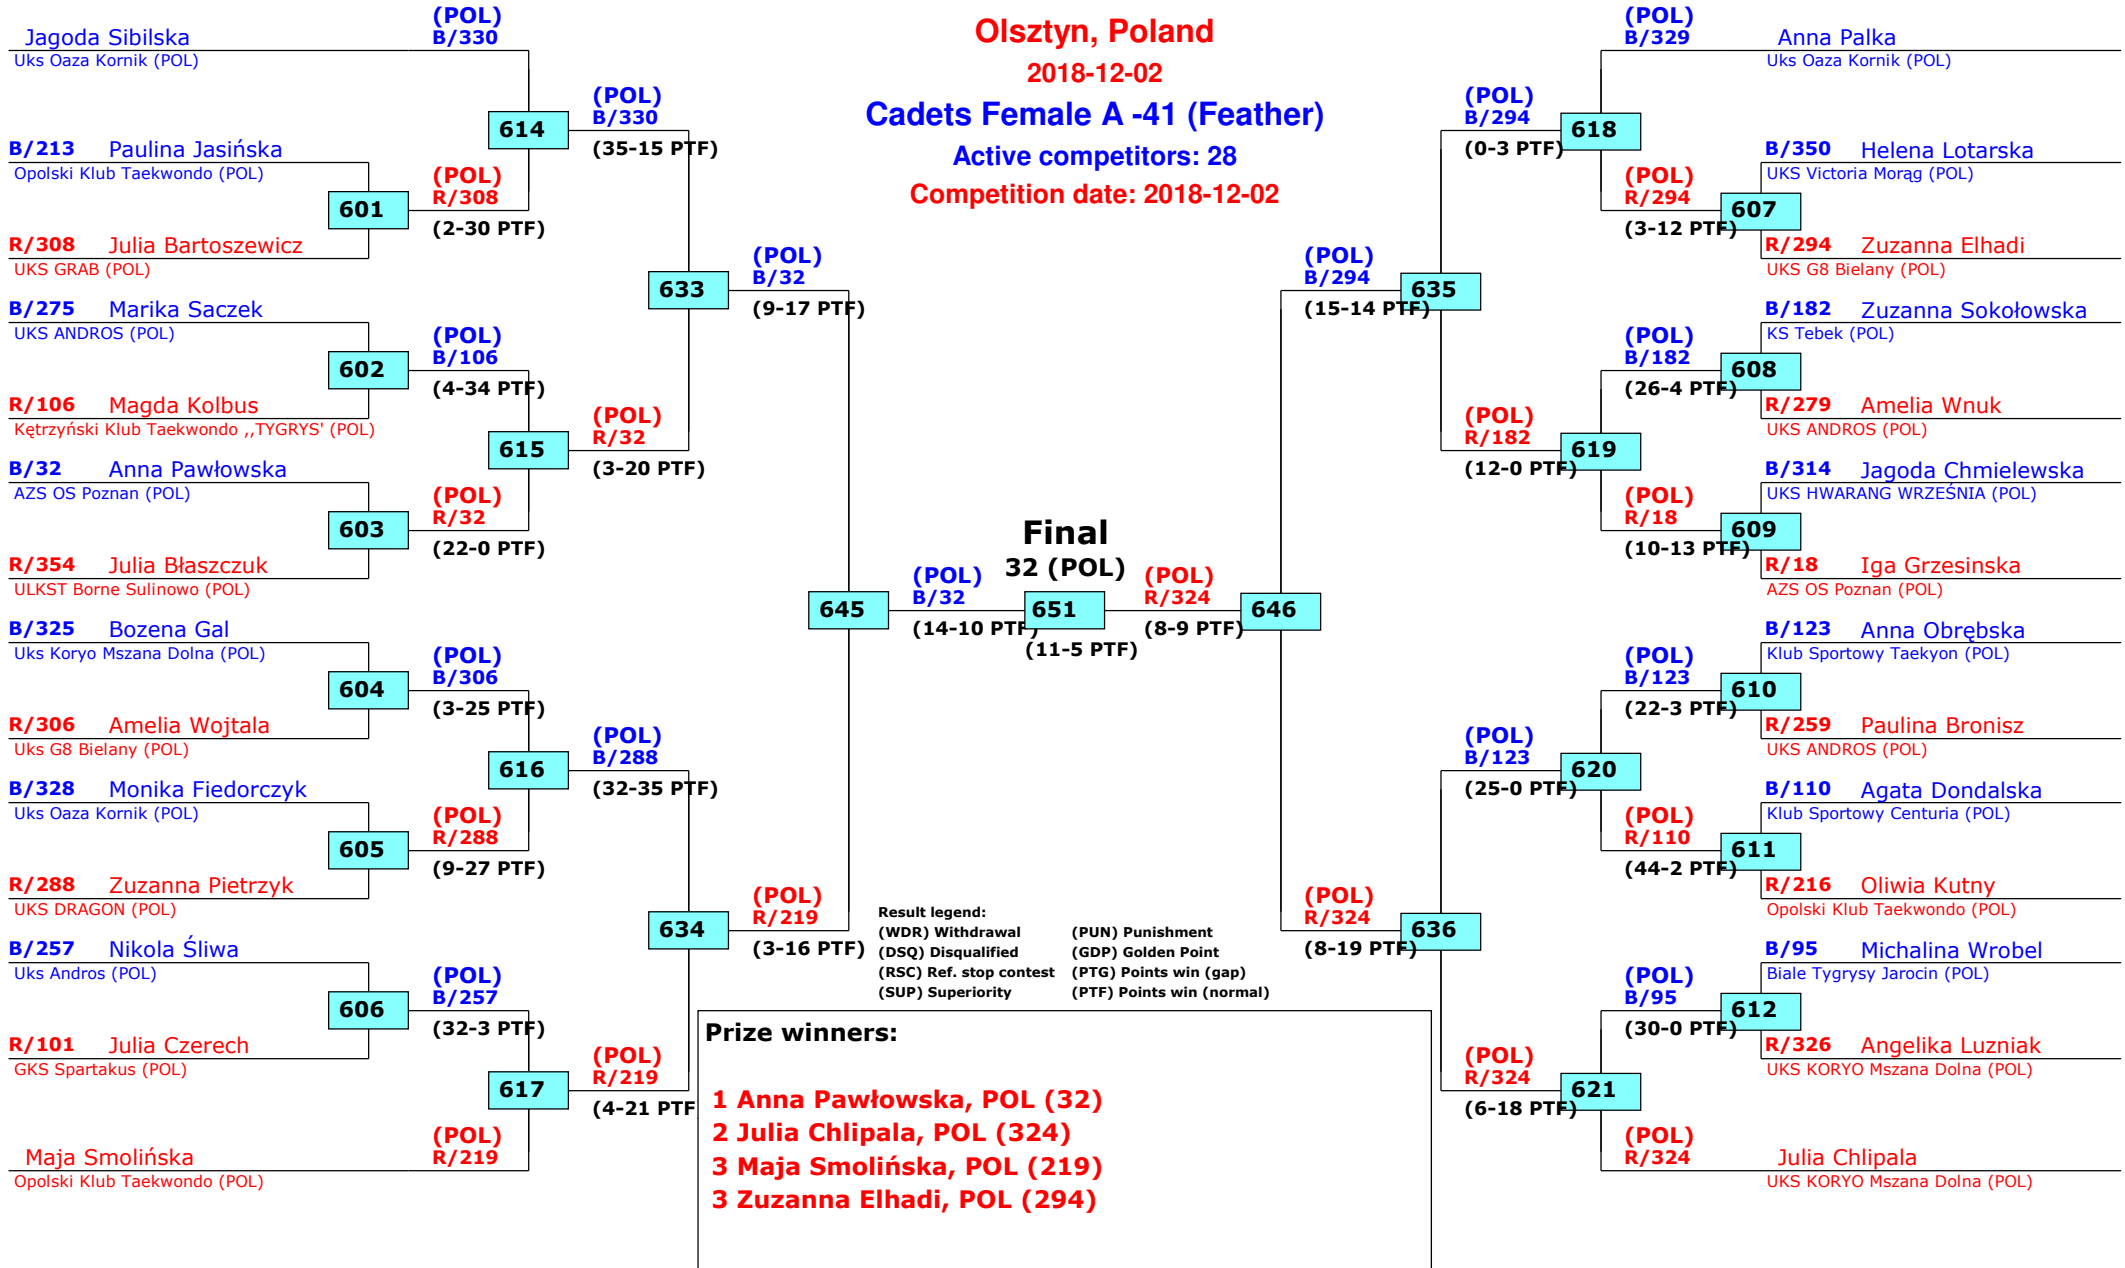 Olsztyn, Poland
2018-12-02
Cadets Female A -41 (Feather)
Active competitors: 28
Competition date: 2018-12-02
(POL)
Jagoda Sibilska B/330
Uks Oaza Kornik (POL)
614
(POL)
B/330
(35-15 PTF)
B/213 Paulina Jasińska
Opolski Klub Taekwondo (POL)
601
(POL)
R/308
(2-30 PTF)
R/308 Julia Bartoszewicz
UKS GRAB (POL)
633
(POL)
B/32
(9-17 PTF)
B/275 Marika Saczek
UKS ANDROS (POL)
602
(POL)
B/106
(4-34 PTF)
R/106 Magda Kolbus
Kętrzyński Klub Taekwondo ,,TYGRYS' (POL)
615
(POL)
R/32
(3-20 PTF)
B/32 Anna Pawłowska
AZS OS Poznan (POL)
603
(POL)
R/32
(22-0 PTF)
R/354 Julia Błaszczuk
ULKST Borne Sulinowo (POL)
645
(POL)
B/32
(14-10 PTF)
B/325 Bozena Gal
Uks Koryo Mszana Dolna (POL)
604
(POL)
B/306
(3-25 PTF)
R/306 Amelia Wojtala
Uks G8 Bielany (POL)
616
(POL)
B/288
(32-35 PTF)
B/328 Monika Fiedorczyk
Uks Oaza Kornik (POL)
605
(POL)
R/288
(9-27 PTF)
R/288 Zuzanna Pietrzyk
UKS DRAGON (POL)
634
(POL)
R/219
(3-16 PTF)
B/257 Nikola Śliwa
Uks Andros (POL)
606
(POL)
B/257
(32-3 PTF)
R/101 Julia Czerech
GKS Spartakus (POL)
617
(POL)
R/219
(4-21 PTF
(POL)
Maja Smolińska R/219
Opolski Klub Taekwondo (POL)
Final
32 (POL)
651
(11-5 PTF)
(POL)
R/324
(8-9 PTF)
646
(POL)
B/329 Anna Palka
Uks Oaza Kornik (POL)
(POL)
B/294
(0-3 PTF)
618
B/350 Helena Lotarska
UKS Victoria Morąg (POL)
(POL)
R/294
(3-12 PTF)
607
R/294 Zuzanna Elhadi
UKS G8 Bielany (POL)
(POL)
B/294
(15-14 PTF)
635
B/182 Zuzanna Sokołowska
KS Tebek (POL)
(POL)
B/182
(26-4 PTF)
608
R/279 Amelia Wnuk
UKS ANDROS (POL)
(POL)
R/182
(12-0 PTF)
619
B/314 Jagoda Chmielewska
UKS HWARANG WRZEŚNIA (POL)
(POL)
R/18
(10-13 PTF)
609
R/18 Iga Grzesinska
AZS OS Poznan (POL)
B/123 Anna Obrębska
Klub Sportowy Taekyon (POL)
(POL)
B/123
(22-3 PTF)
610
R/259 Paulina Bronisz
UKS ANDROS (POL)
(POL)
B/123
(25-0 PTF)
620
B/110 Agata Dondalska
Klub Sportowy Centuria (POL)
(POL)
R/110
(44-2 PTF)
611
R/216 Oliwia Kutny
Opolski Klub Taekwondo (POL)
(POL)
R/324
(8-19 PTF)
636
B/95 Michalina Wrobel
Biale Tygrysy Jarocin (POL)
(POL)
B/95
(30-0 PTF)
612
R/326 Angelika Luzniak
UKS KORYO Mszana Dolna (POL)
(POL)
R/324
(6-18 PTF)
621
(POL)
R/324 Julia Chlipala
UKS KORYO Mszana Dolna (POL)
Result legend:
(WDR) Withdrawal (PUN) Punishment
(DSQ) Disqualified (GDP) Golden Point
(RSC) Ref. stop contest (PTG) Points win (gap)
(SUP) Superiority (PTF) Points win (normal)
Prize winners:
1 Anna Pawłowska, POL (32)
2 Julia Chlipala, POL (324)
3 Maja Smolińska, POL (219)
3 Zuzanna Elhadi, POL (294)